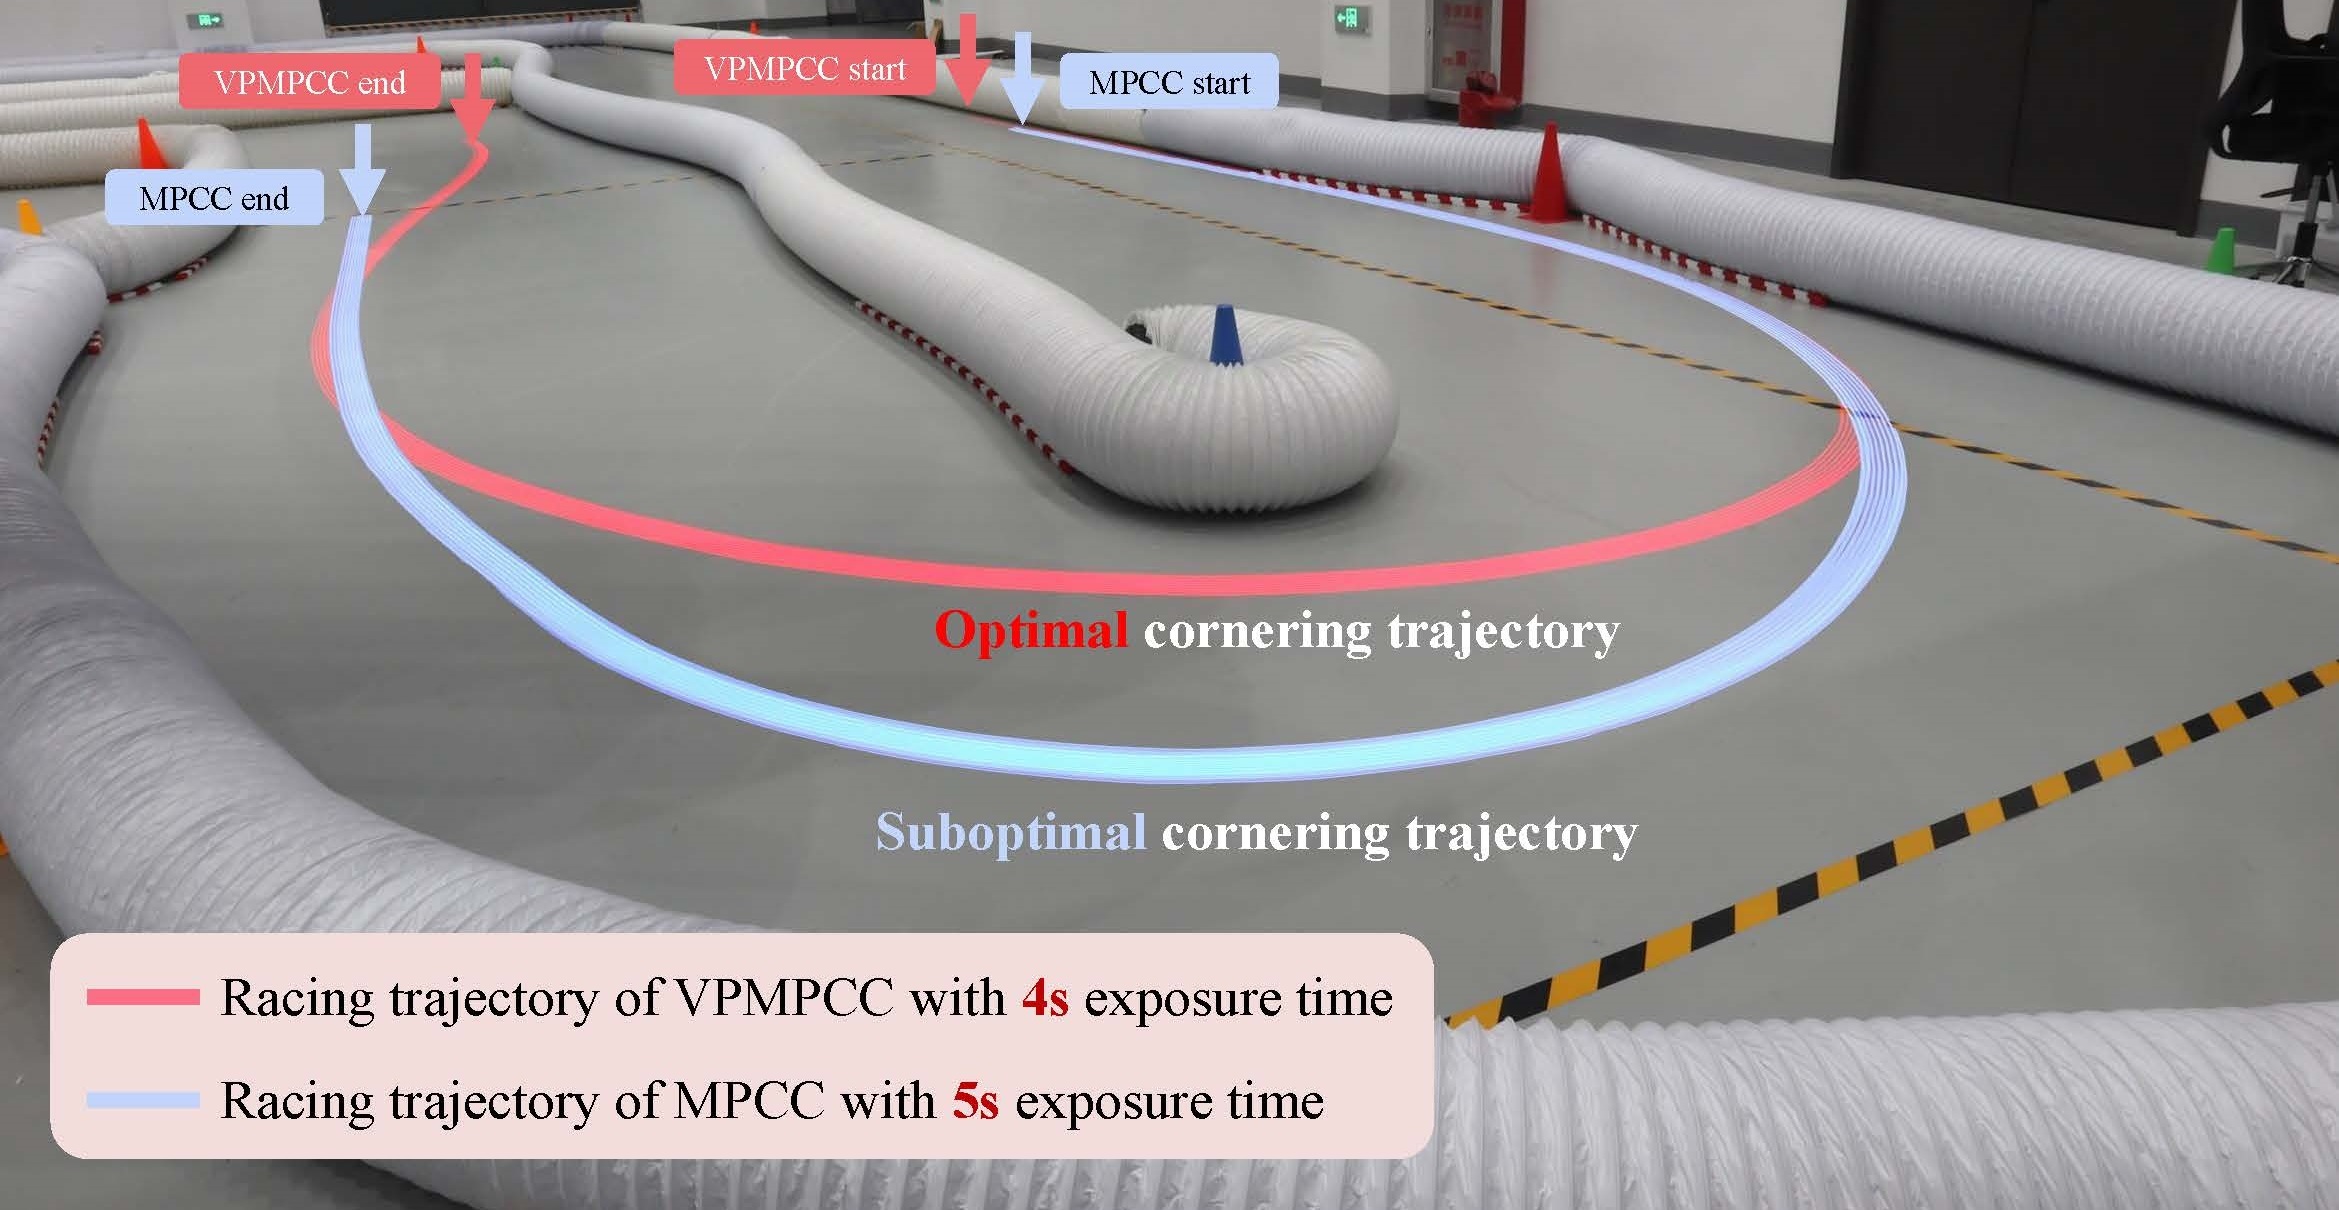 VPMPCC end
VPMPCC start
MPCC start
MPCC end
Optimal cornering trajectory
Suboptimal cornering trajectory
Racing trajectory of VPMPCC with 4s exposure time
Racing trajectory of MPCC with 5s exposure time